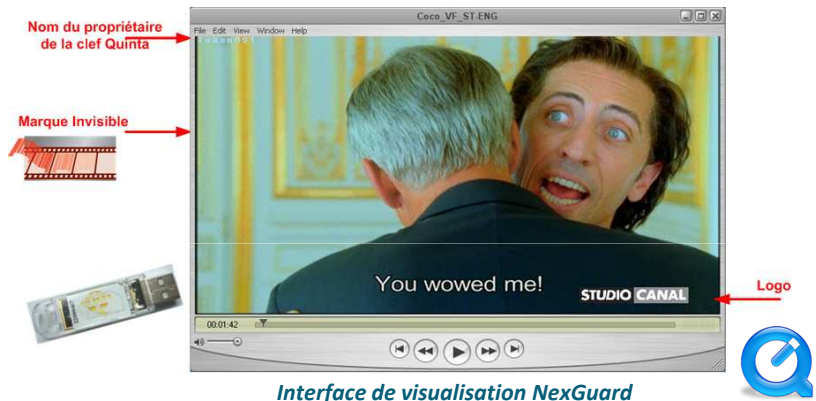 Coco_VF_ST-ENG
Nom du propriétaire
de la clef Quinta
File Edit View Window Help
Marque Invisible
You wowed me!
STUDIO CANAL
Logo
00:01:42
Interface de visualisation NexGuard